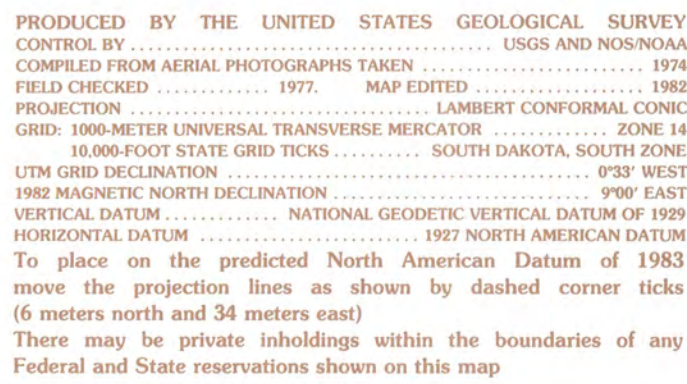 PRODUCED BY THE UNITED STATES GEOLOGICAL SURVEY
CONTROL BY ........................................ USGS AND NOS/NOAA
COMPILED FROM AERIAL PHOTOGRAPHS TAKEN ......................... 1974
FIELD CHECKED ............. 1977. MAP EDITED .................. 1982
PROJECTION .................................. LAMBERT CONFORMAL CONIC
GRID: 1000-METER UNIVERSAL TRANSVERSE MERCATOR ............. ZONE 14
10,000-FOOT STATE GRID TICKS .......... SOUTH DAKOTA, SOUTH ZONE
UTM GRID DECLINATION ......................................... 0°33′ WEST
1982 MAGNETIC NORTH DECLINATION ............................. 9°00′ EAST
VERTICAL DATUM ............. NATIONAL GEODETIC VERTICAL DATUM OF 1929
HORIZONTAL DATUM ........................ 1927 NORTH AMERICAN DATUM
To place on the predicted North American Datum of 1983
move the projection lines as shown by dashed corner ticks
(6 meters north and 34 meters east)
There may be private inholdings within the boundaries of any
Federal and State reservations shown on this map